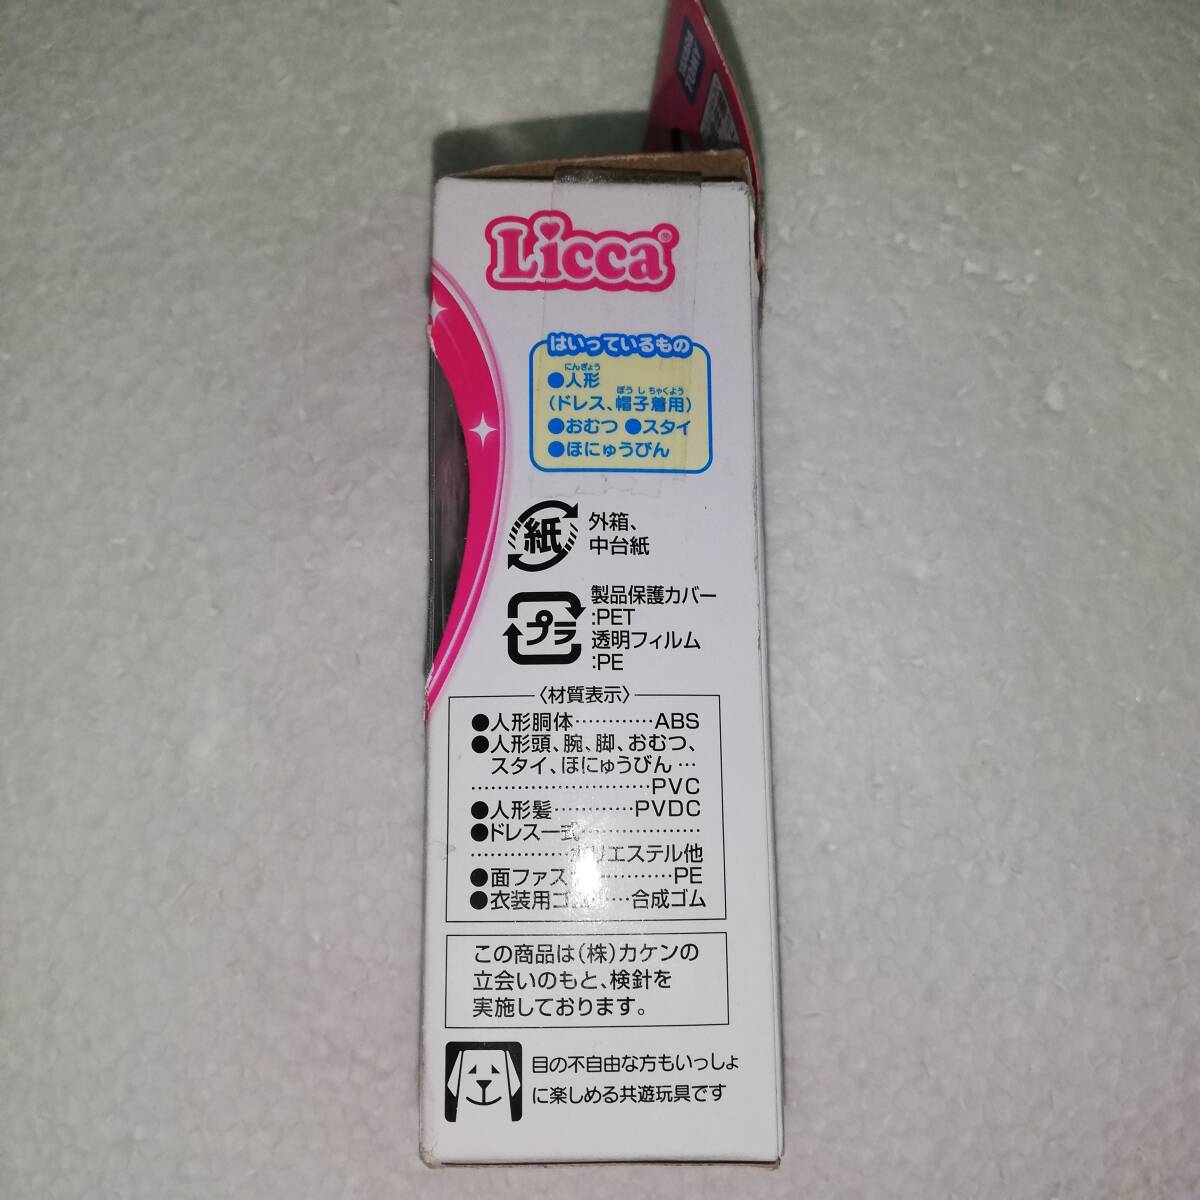 TAKARA
TOMY
Licca®
はいっているもの
にんぎょう
●人形
ぼうしちゃくよう
(ドレス、帽子着用)
●おむつ ●スタイ
●ほにゅうびん
紙
外箱、
中台紙
プラ
製品保護カバー
:PET
透明フィルム
:PE
〈材質表示〉
●人形胴体…………ABS
●人形頭、腕、脚、おむつ、
スタイ、ほにゅうびん…
…………………………PVC
●人形髪…………PVDC
●ドレス一式………………
……………ポリエステル他
●面ファス…………PE
●衣装用ゴム……合成ゴム
この商品は(株)カケンの
立会いのもと、検針を
実施しております。
目の不自由な方もいっしょ
に楽しめる共遊玩具です